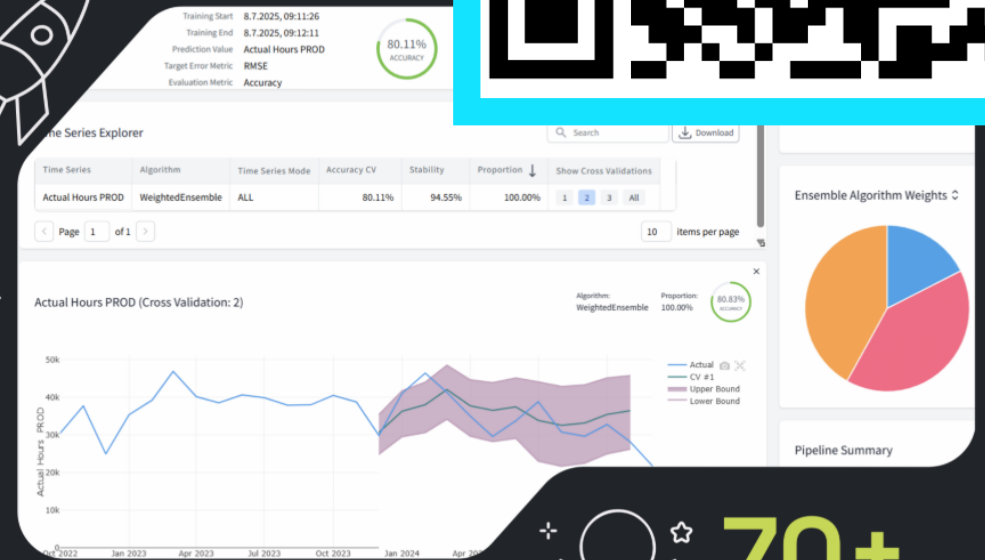 Training Start 8.7.2025, 09:11:26
Training End 8.7.2025, 09:12:11
Prediction Value Actual Hours PROD
Target Error Metric RMSE
Evaluation Metric Accuracy
80.11%
ACCURACY
Time Series Explorer
Search
Download
Time Series Algorithm Time Series Mode Accuracy CV Stability Proportion Show Cross Validations
Actual Hours PROD WeightedEnsemble ALL 80.11% 94.55% 100.00% 1 2 3 All
Page 1 of 1
10 items per page
Ensemble Algorithm Weights
Actual Hours PROD (Cross Validation: 2)
Algorithm:
WeightedEnsemble
Proportion:
100.00%
80.83%
ACCURACY
Actual
CV #1
Upper Bound
Lower Bound
Actual Hours PROD
50k
40k
30k
20k
10k
0
Oct 2022 Jan 2023 Apr 2023 Jul 2023 Oct 2023 Jan 2024 Apr 20
Pipeline Summary
70+